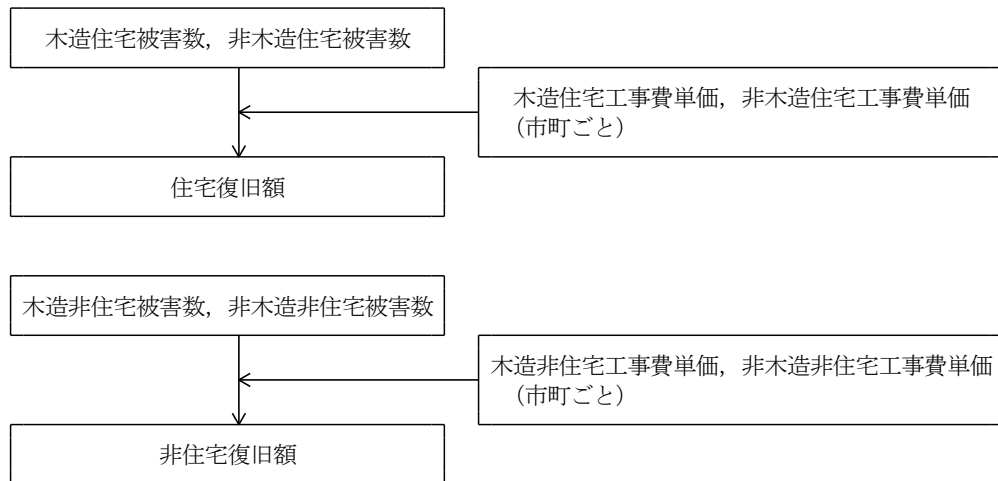 木造住宅被害数，非木造住宅被害数
木造住宅工事費単価，非木造住宅工事費単価
（市町ごと）
住宅復旧額
木造非住宅被害数，非木造非住宅被害数
木造非住宅工事費単価，非木造非住宅工事費単価
（市町ごと）
非住宅復旧額